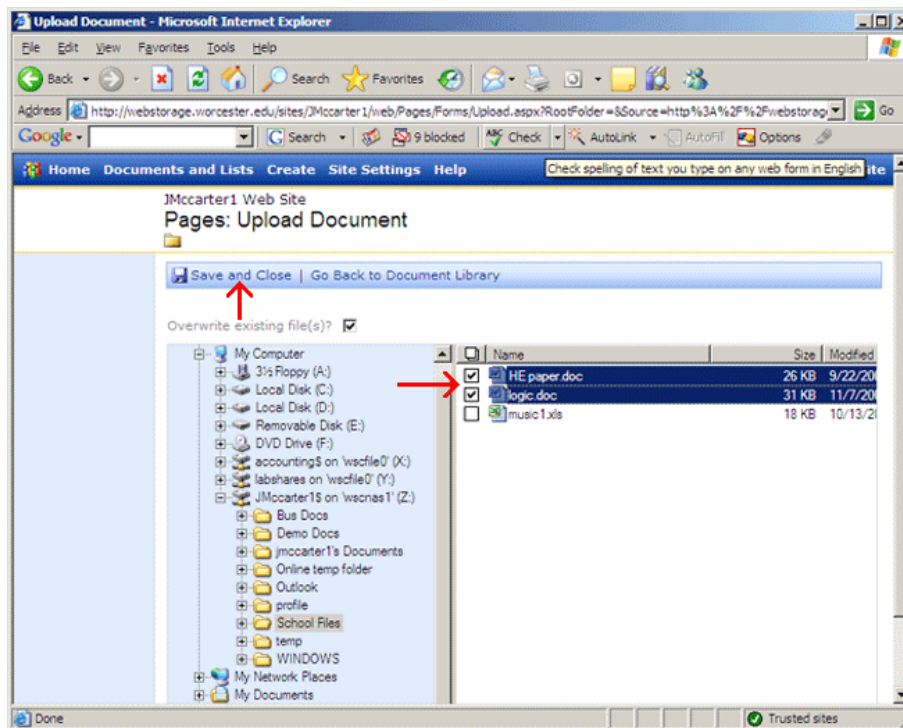 Upload Document - Microsoft Internet Explorer
File Edit View Favorites Tools Help
Back Search Favorites
Address http://webstorage.worcester.edu/sites/JMccarter1/web/Pages/Forms/Upload.aspx?RootFolder=&Source=http%3A%2F%2Fwebstorag Go
Google Search 9 blocked Check AutoLink AutoFill Options
Home Documents and Lists Create Site Settings Help Check spelling of text you type on any web form in English ite
JMccarter1 Web Site
Pages: Upload Document
Save and Close | Go Back to Document Library
Overwrite existing file(s)?
My Computer Name Size Modified
3½ Floppy (A:) HE paper.doc 26 KB 9/22/200
Local Disk (C:) logic.doc 31 KB 11/7/200
Local Disk (D:) music1.xls 18 KB 10/13/2
Removable Disk (E:)
DVD Drive (F:)
accounting$ on 'wscfile0' (X:)
labshares on 'wscfile0' (Y:)
JMccarter1$ on 'wscnas1' (Z:)
Bus Docs
Demo Docs
jmccarter1's Documents
Online temp folder
Outlook
profile
School Files
temp
WINDOWS
My Network Places
My Documents
Done Trusted sites